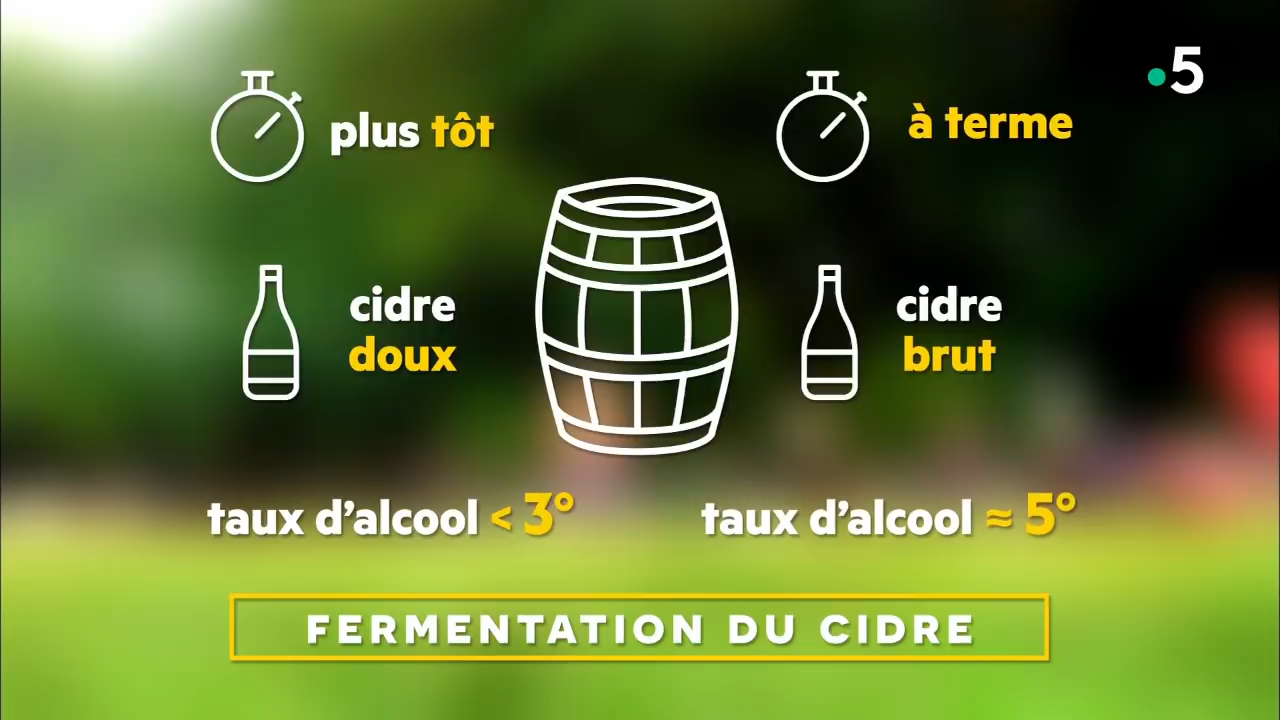 plus tôt
à terme
5
cidre
doux
cidre
brut
taux d'alcool < 3°
taux d'alcool ≈ 5°
FERMENTATION DU CIDRE